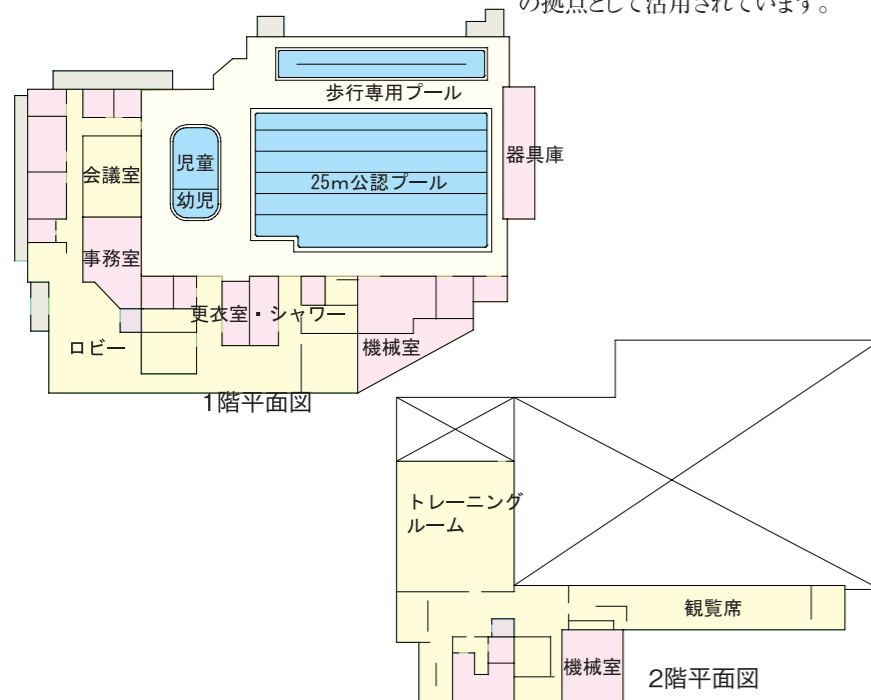 の拠点として活用されています。
歩行専用プール
器具庫
児童
会議室
25m公認プール
幼児
事務室
更衣室・シャワー
ロビー
機械室
1階平面図
トレーニング
ルーム
観覧席
機械室
2階平面図